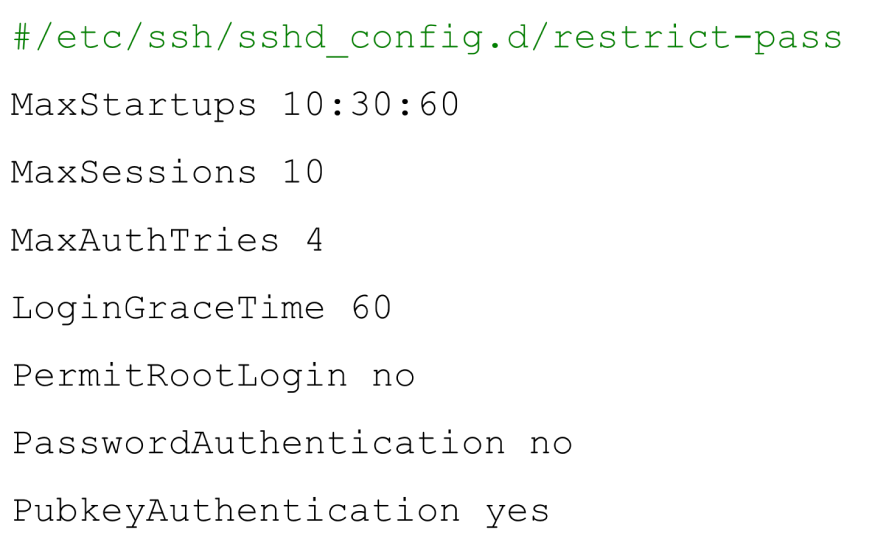 #/etc/ssh/sshd_config.d/restrict-pass
MaxStartups 10:30:60
MaxSessions 10
MaxAuthTries 4
LoginGraceTime 60
PermitRootLogin no
PasswordAuthentication no
PubkeyAuthentication yes